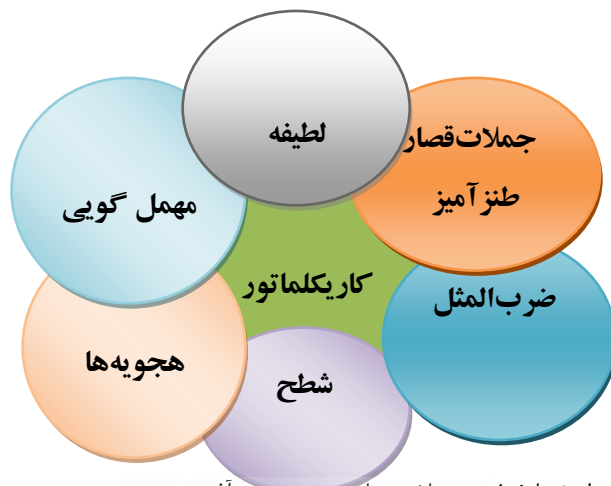 لطیفه
جملات‌قصار
طنزآمیز
مهمل گویی
کاریکلماتور
ضرب‌المثل
هجویه‌ها
شطح